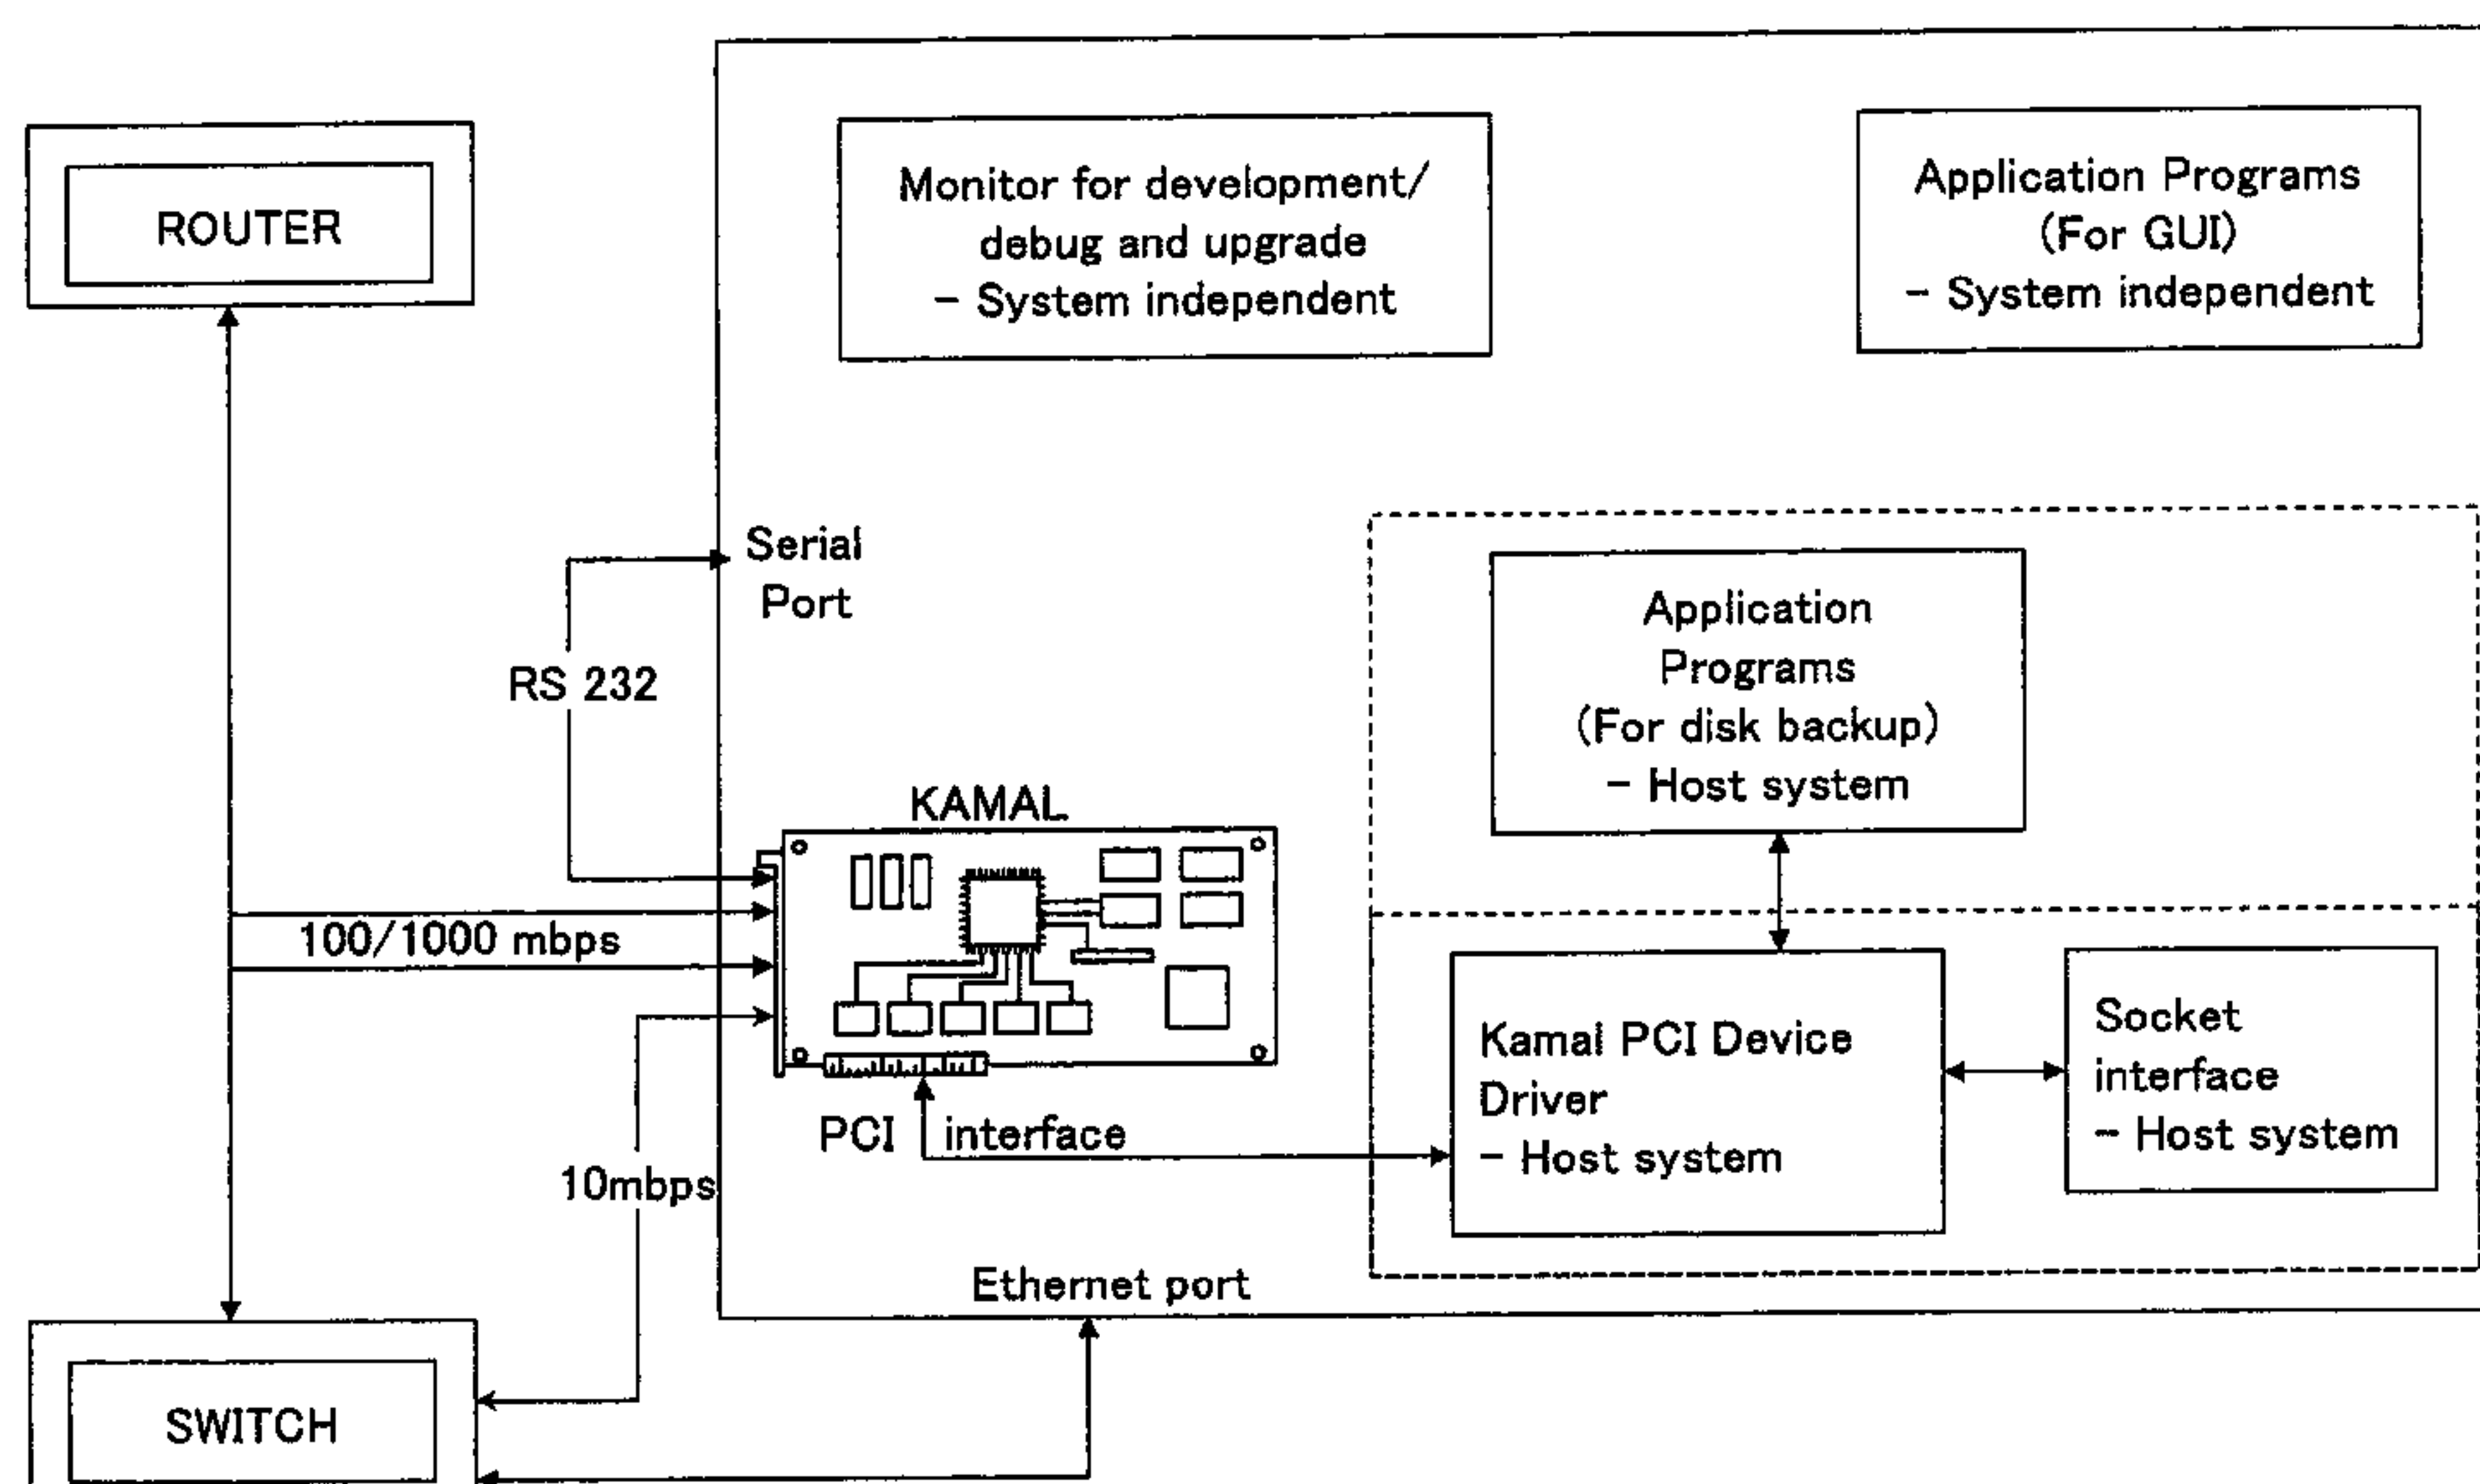 ROUTER
Monitor for development/
debug and upgrade
- System independent
Application Programs
(For GUI)
- System independent
Serial
Port
RS 232
Application
Programs
(For disk backup)
- Host system
KAMAL
100/1000 mbps
Kamal PCI Device
Driver
- Host system
Socket
interface
- Host system
PCI interface
10mbps
Ethernet port
SWITCH